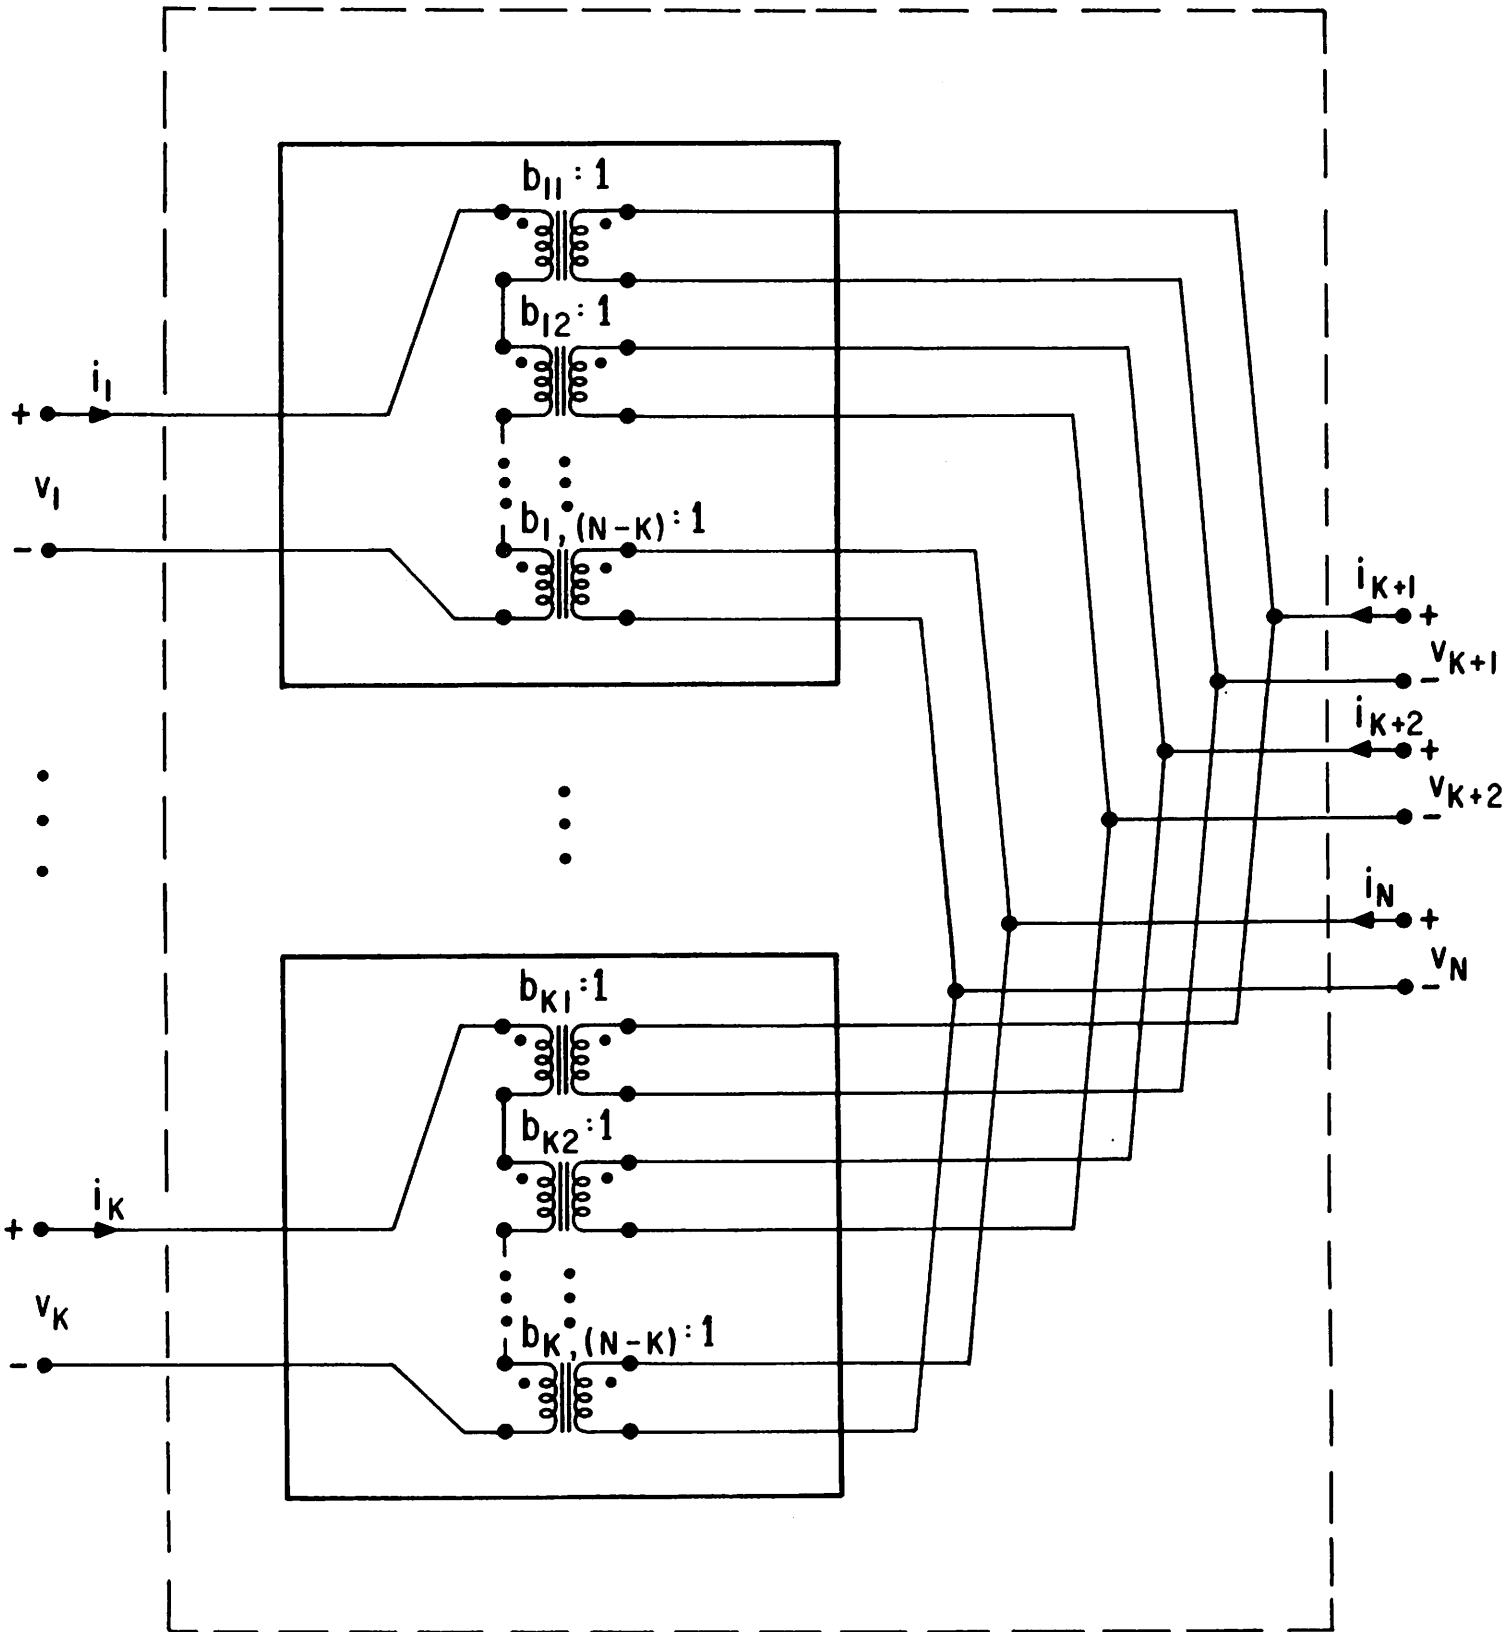 b11 : 1
b12 : 1
i1
+
v1
-
b1,(N-K) : 1
iK+1
+
vK+1
-
iK+2
+
vK+2
-
iN
+
vN
-
bK1 : 1
bK2 : 1
iK
+
vK
-
bK,(N-K) : 1